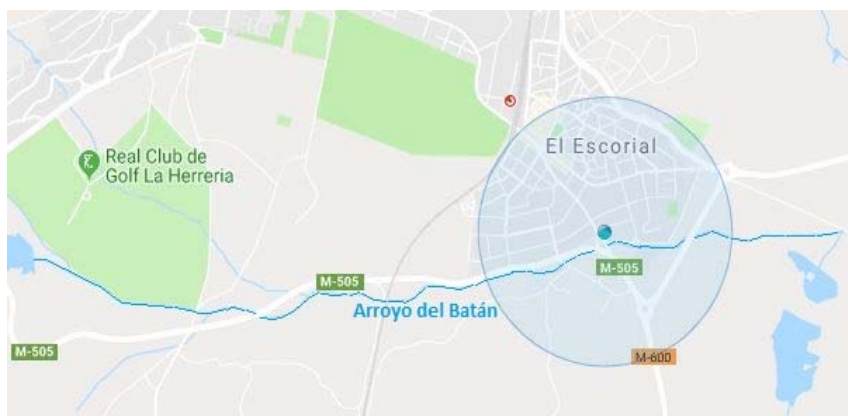 El Escorial
Real Club de
Golf La Herreria
M-505
M-505
Arroyo del Batán
M-505
M-600